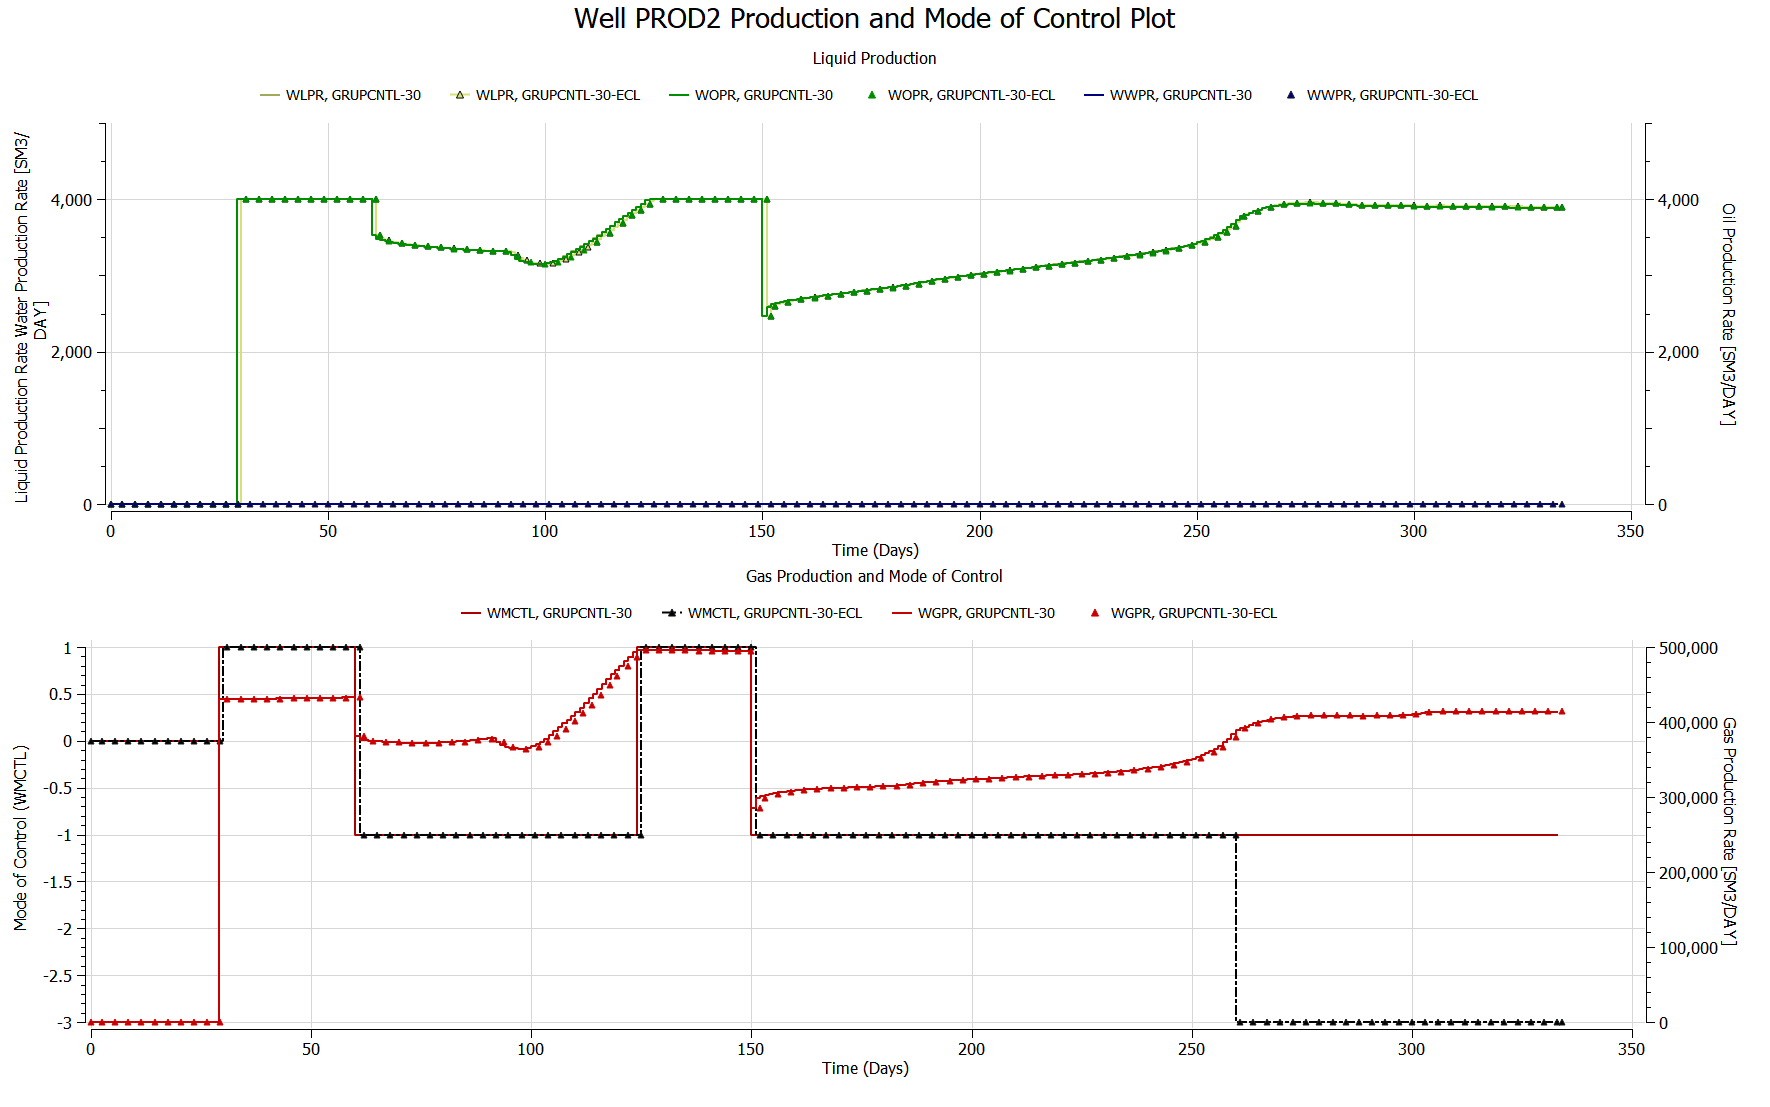 Well PROD2 Production and Mode of Control Plot
Liquid Production
WLPR, GRUPCNTL-30 WLPR, GRUPCNTL-30-ECL WOPR, GRUPCNTL-30 WOPR, GRUPCNTL-30-ECL WWPR, GRUPCNTL-30 WWPR, GRUPCNTL-30-ECL
Liquid Production Rate Water Production Rate [SM3/
DAY]
4,000
2,000
0
4,000
2,000
0
Oil Production Rate [SM3/DAY]
0 50 100 150 200 250 300 350
Time (Days)
Gas Production and Mode of Control
WMCTL, GRUPCNTL-30 WMCTL, GRUPCNTL-30-ECL WGPR, GRUPCNTL-30 WGPR, GRUPCNTL-30-ECL
Mode of Control (WMCTL)
1
0.5
0
-0.5
-1
-1.5
-2
-2.5
-3
500,000
400,000
300,000
200,000
100,000
0
Gas Production Rate [SM3/DAY]
0 50 100 150 200 250 300 350
Time (Days)